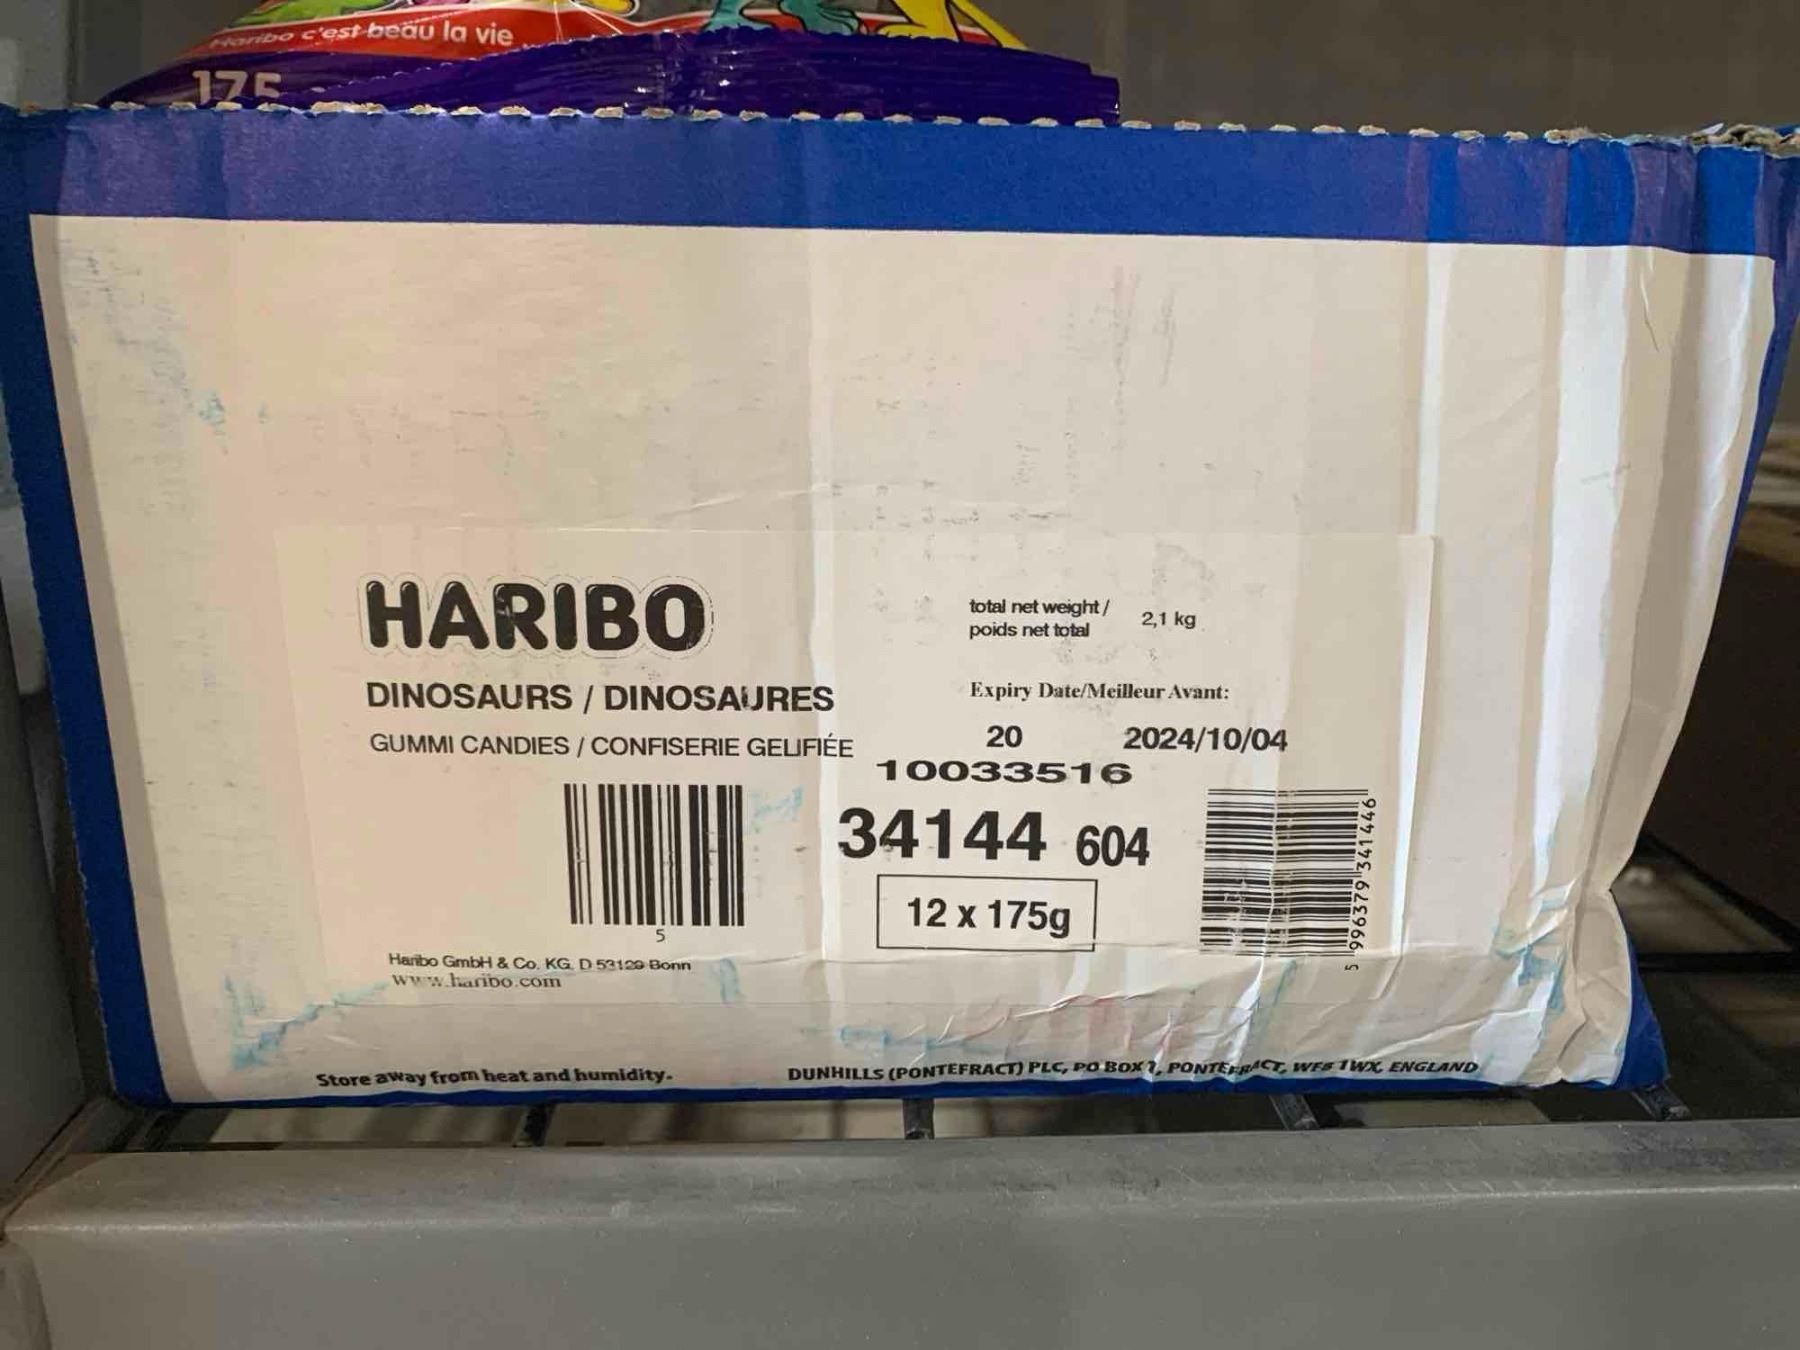 Haribo c'est beau la vie
175
HARIBO
DINOSAURS / DINOSAURES
GUMMI CANDIES / CONFISERIE GELIFIÉE
total net weight / 2,1 kg
poids net total
Expiry Date/Meilleur Avant:
20 2024/10/04
10033516
34144 604
12 x 175g
5
5 996379 341446
Haribo GmbH & Co. KG. D 53129 Bonn
www.haribo.com
Store away from heat and humidity.
DUNHILLS (PONTEFRACT) PLC, PO BOX 1, PONTEFRACT, WF8 1WX, ENGLAND